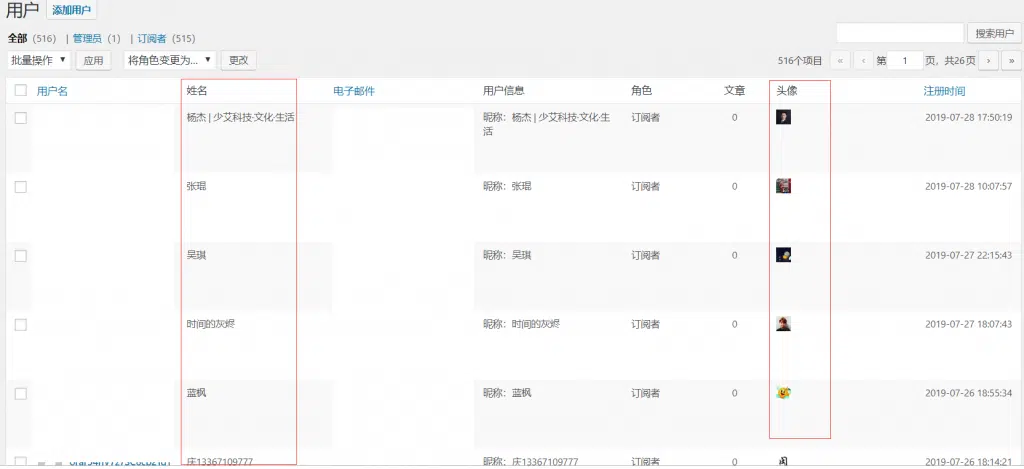 用户 添加用户
全部 (516) | 管理员 (1) | 订阅者 (515)
搜索用户
批量操作 应用 将角色变更为... 更改
516个项目 « ‹ 第 1 页，共26页 › »
用户名 姓名 电子邮件 用户信息 角色 文章 头像 注册时间
杨杰 | 少艾科技·文化·生活 昵称：杨杰 | 少艾科技·文化·生 订阅者 0 2019-07-28 17:50:19
活
张琨 昵称：张琨 订阅者 0 2019-07-28 10:07:57
吴琪 昵称：吴琪 订阅者 0 2019-07-27 22:15:43
时间的灰烬 昵称：时间的灰烬 订阅者 0 2019-07-27 18:07:43
蓝枫 昵称：蓝枫 订阅者 0 2019-07-26 18:55:34
庆13367109777 昵称：庆13367109777 订阅者 0 2019-07-26 18:14:21